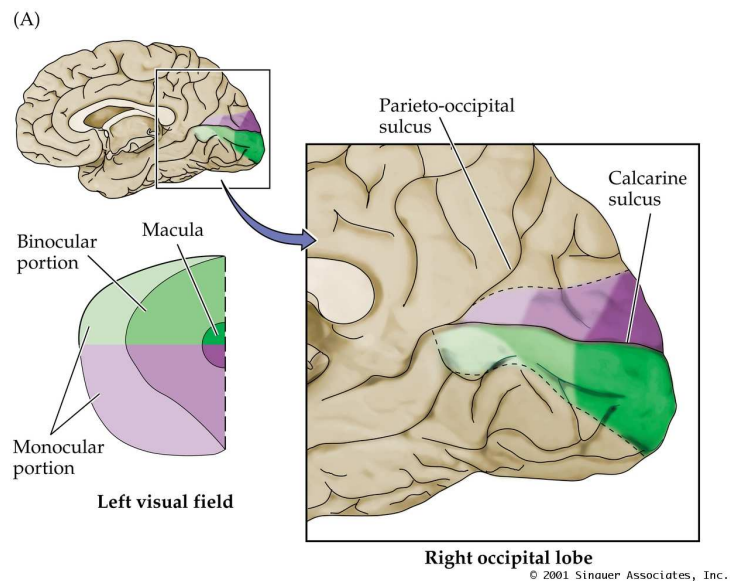 (A)
Parieto-occipital
sulcus
Calcarine
sulcus
Macula
Binocular
portion
Monocular
portion
Left visual field
Right occipital lobe
© 2001 Sinauer Associates, Inc.